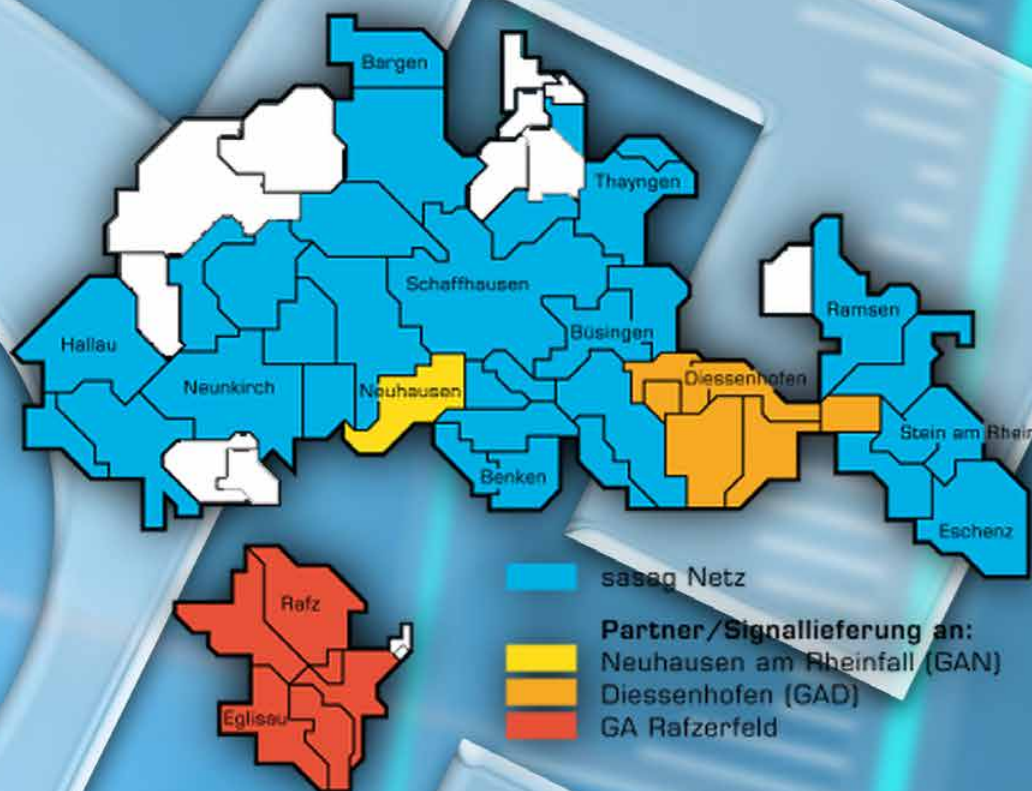 Bargen
Thayngen
Schaffhausen
Ramsen
Hallau
Büsingen
Neunkirch
Neuhausen
Diessenhofen
Stein am Rhein
Benken
Eschenz
Rafz
Eglisau
sasag Netz
Partner/Signallieferung an:
Neuhausen am Rheinfall (GAN)
Diessenhofen (GAD)
GA Rafzerfeld